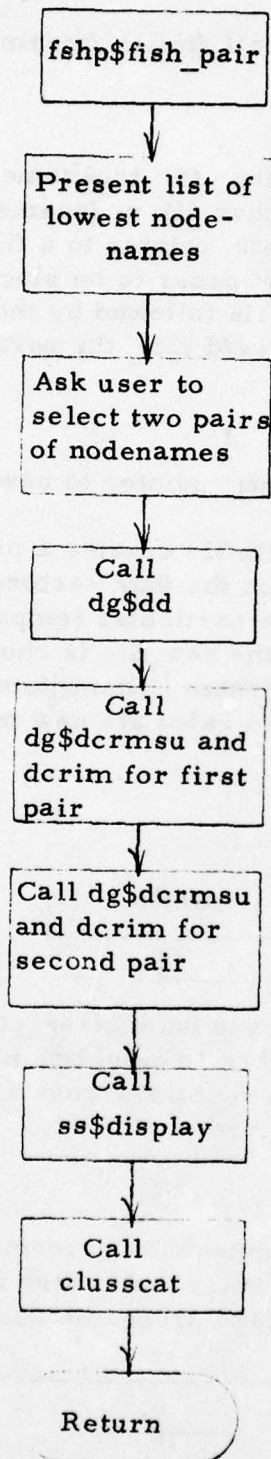 fshp$fish_pair
Present list of
lowest node-
names
Ask user to
select two pairs
of nodenames
Call
dg$dd
Call
dg$dcrmsu and
dcrim for first
pair
Call dg$dcrmsu
and dcrim for
second pair
Call
ss$display
Call
clusscat
Return